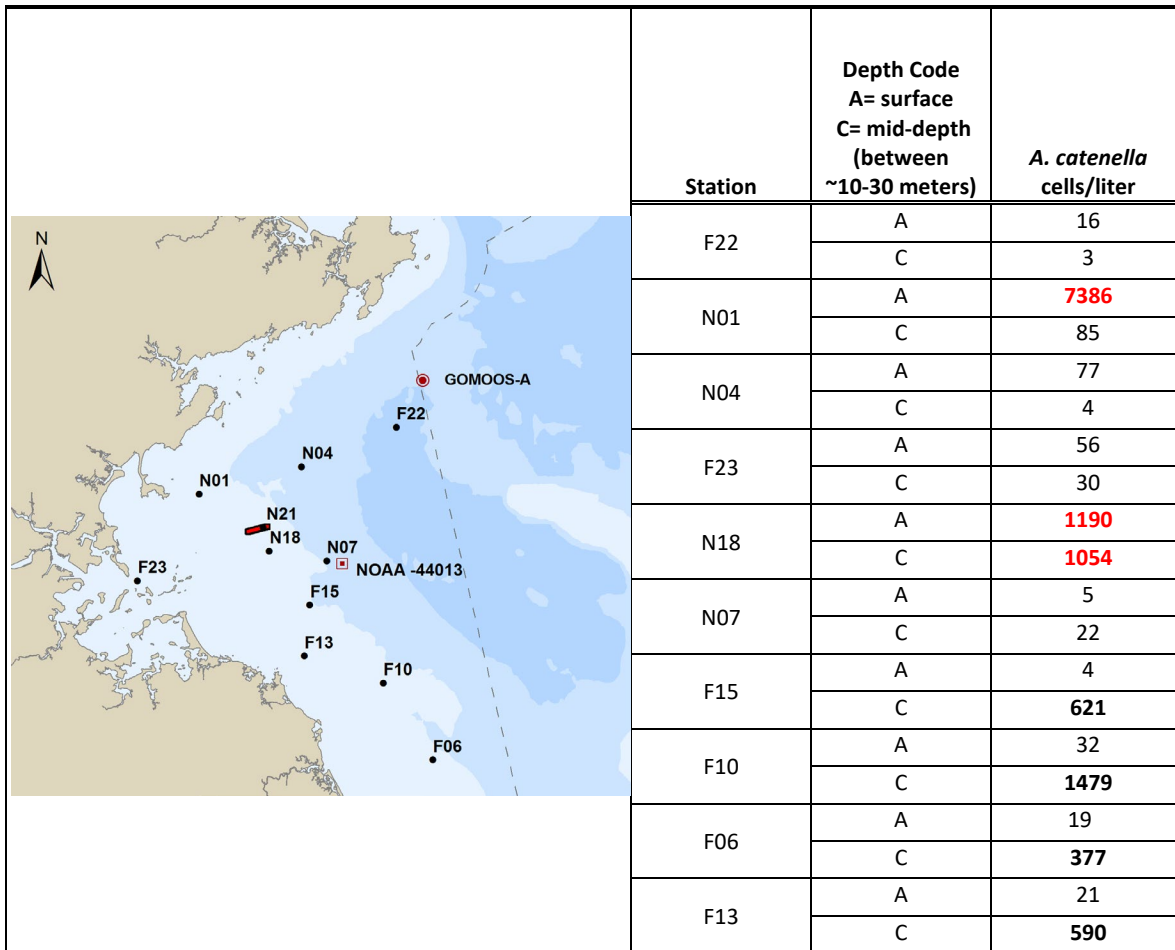 N
GOMOOS-A
F22
N04
N01
N21
N18
N07
NOAA -44013
F23
F15
F13
F10
F06
Station
Depth Code
A= surface
C= mid-depth
(between
~10-30 meters)
A. catenella
cells/liter
F22
A 16
C 3
N01
A 7386
C 85
N04
A 77
C 4
F23
A 56
C 30
N18
A 1190
C 1054
N07
A 5
C 22
F15
A 4
C 621
F10
A 32
C 1479
F06
A 19
C 377
F13
A 21
C 590